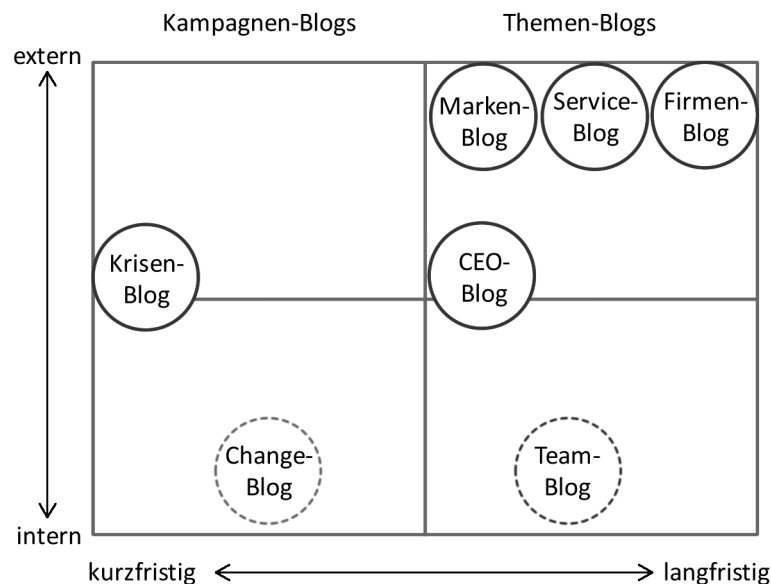 Kampagnen-Blogs
Themen-Blogs
extern
Marken-
Blog
Service-
Blog
Firmen-
Blog
Krisen-
Blog
CEO-
Blog
Change-
Blog
Team-
Blog
intern
kurzfristig
langfristig